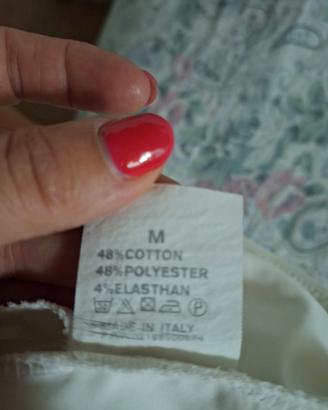 M
48%COTTON
48%POLYESTER
4%ELASTHAN
MADE IN ITALY